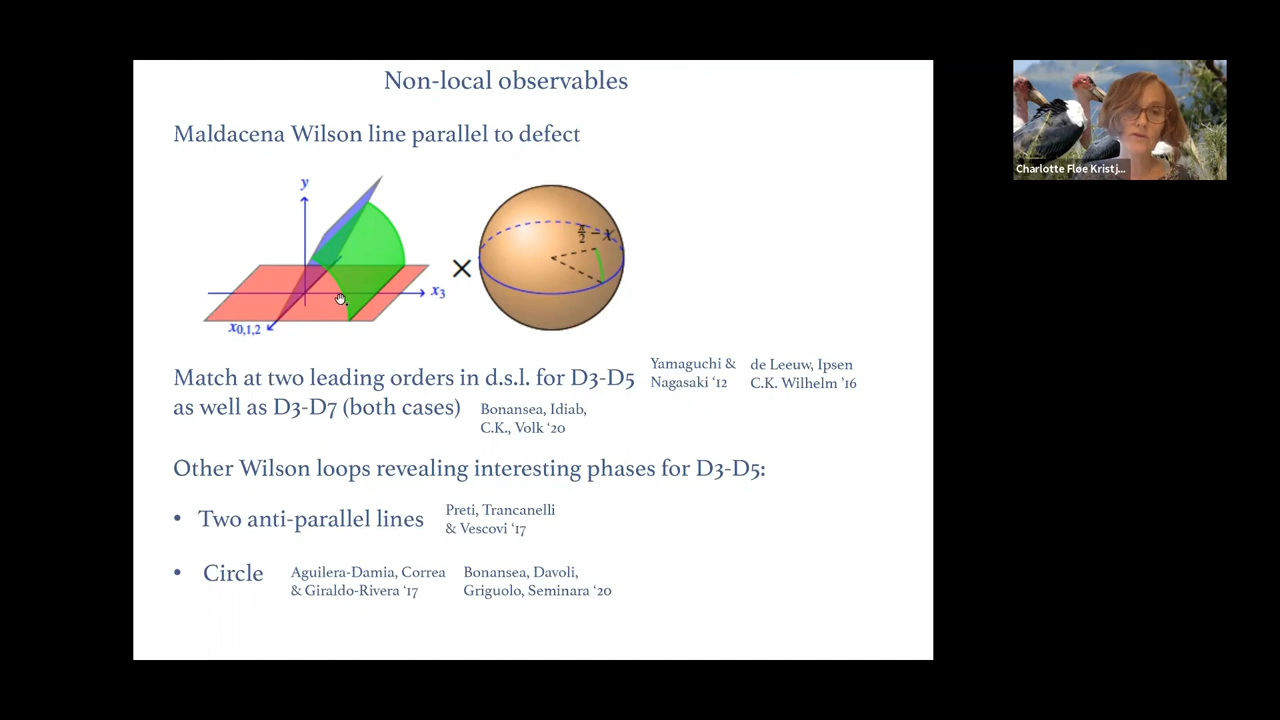 Non-local observables
Maldacena Wilson line parallel to defect
y
x₃
x₀,₁,₂
×
π/2 − χ
Match at two leading orders in d.s.l. for D3-D5
Yamaguchi &
Nagasaki ‘12
de Leeuw, Ipsen
C.K. Wilhelm ’16
as well as D3-D7 (both cases)
Bonansea, Idiab,
C.K., Volk ‘20
Other Wilson loops revealing interesting phases for D3-D5:
• Two anti-parallel lines
Preti, Trancanelli
& Vescovi ‘17
• Circle
Aguilera-Damia, Correa
& Giraldo-Rivera ‘17
Bonansea, Davoli,
Griguolo, Seminara ‘20
Charlotte Fløe Kristj...